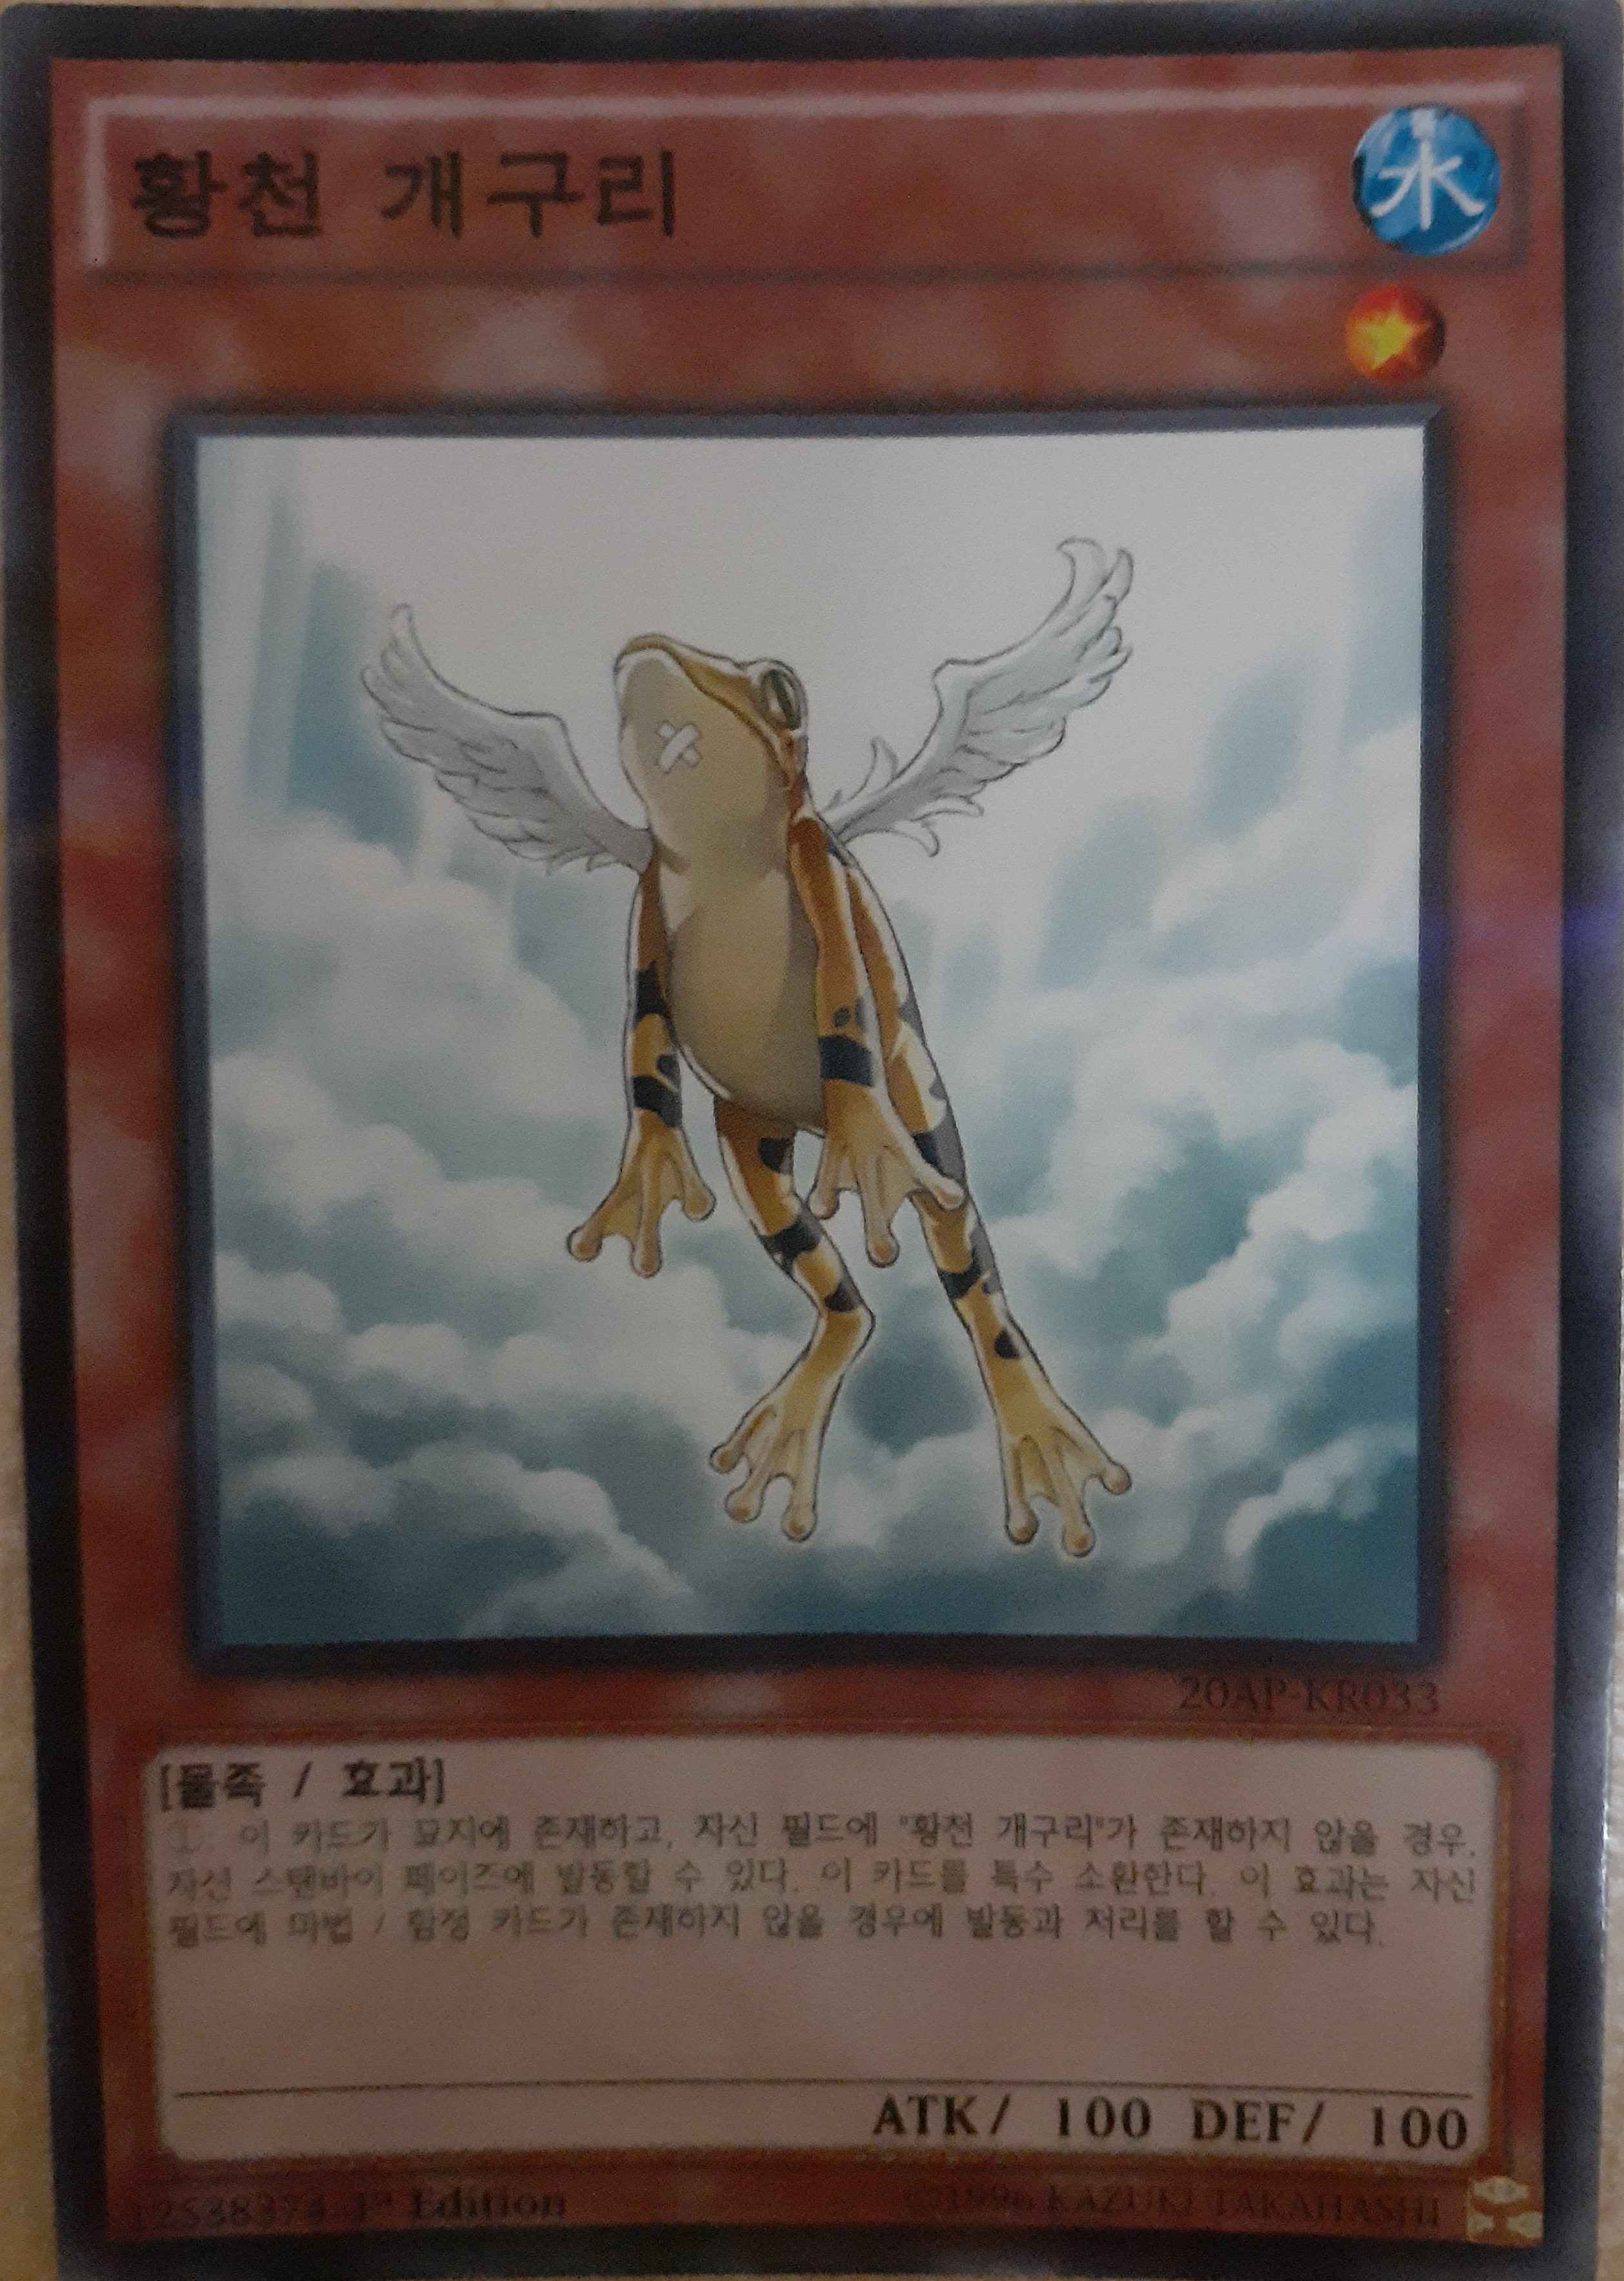 황천 개구리
水
20AP-KR033
[물족 / 효과]
①: 이 카드가 묘지에 존재하고, 자신 필드에 "황천 개구리"가 존재하지 않을 경우,
자신 스탠바이 페이즈에 발동할 수 있다. 이 카드를 특수 소환한다. 이 효과는 자신
필드에 마법 / 함정 카드가 존재하지 않을 경우에 발동과 처리를 할 수 있다.
ATK/ 100 DEF/ 100
12538374 1st Edition
©1996 KAZUKI TAKAHASHI